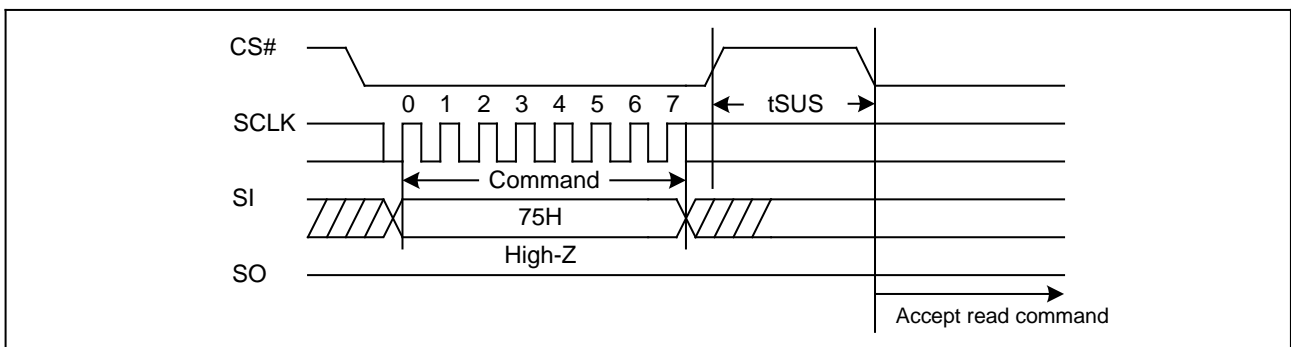 CS#
0 1 2 3 4 5 6 7
tSUS
SCLK
Command
SI
75H
High-Z
SO
Accept read command